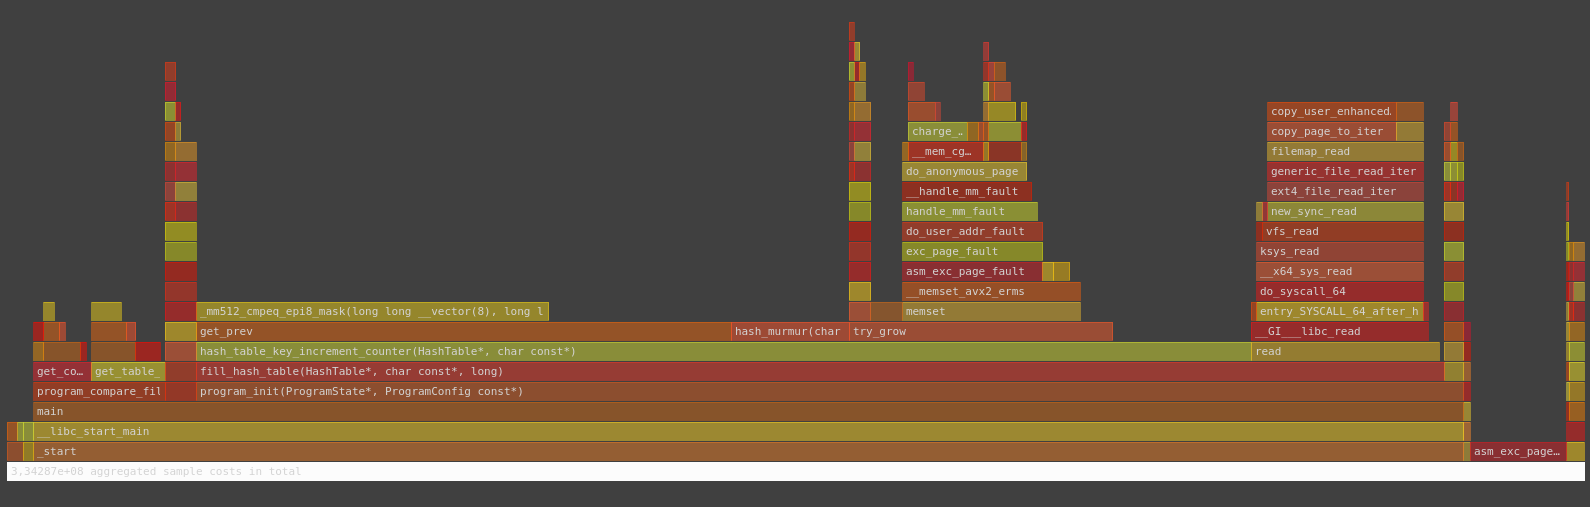 copy_user_enhanced…
copy_page_to_iter
charge_…
__mem_cg…
filemap_read
do_anonymous_page
generic_file_read_iter
__handle_mm_fault
ext4_file_read_iter
handle_mm_fault
new_sync_read
do_user_addr_fault
vfs_read
exc_page_fault
ksys_read
asm_exc_page_fault
__x64_sys_read
__memset_avx2_erms
do_syscall_64
_mm512_cmpeq_epi8_mask(long long __vector(8), long l
memset
entry_SYSCALL_64_after_h
get_prev
hash_murmur(char
try_grow
__GI___libc_read
hash_table_key_increment_counter(HashTable*, char const*)
read
get_co…
get_table_
fill_hash_table(HashTable*, char const*, long)
program_compare_fil
program_init(ProgramState*, ProgramConfig const*)
main
__libc_start_main
_start
asm_exc_page…
3,34287e+08 aggregated sample costs in total